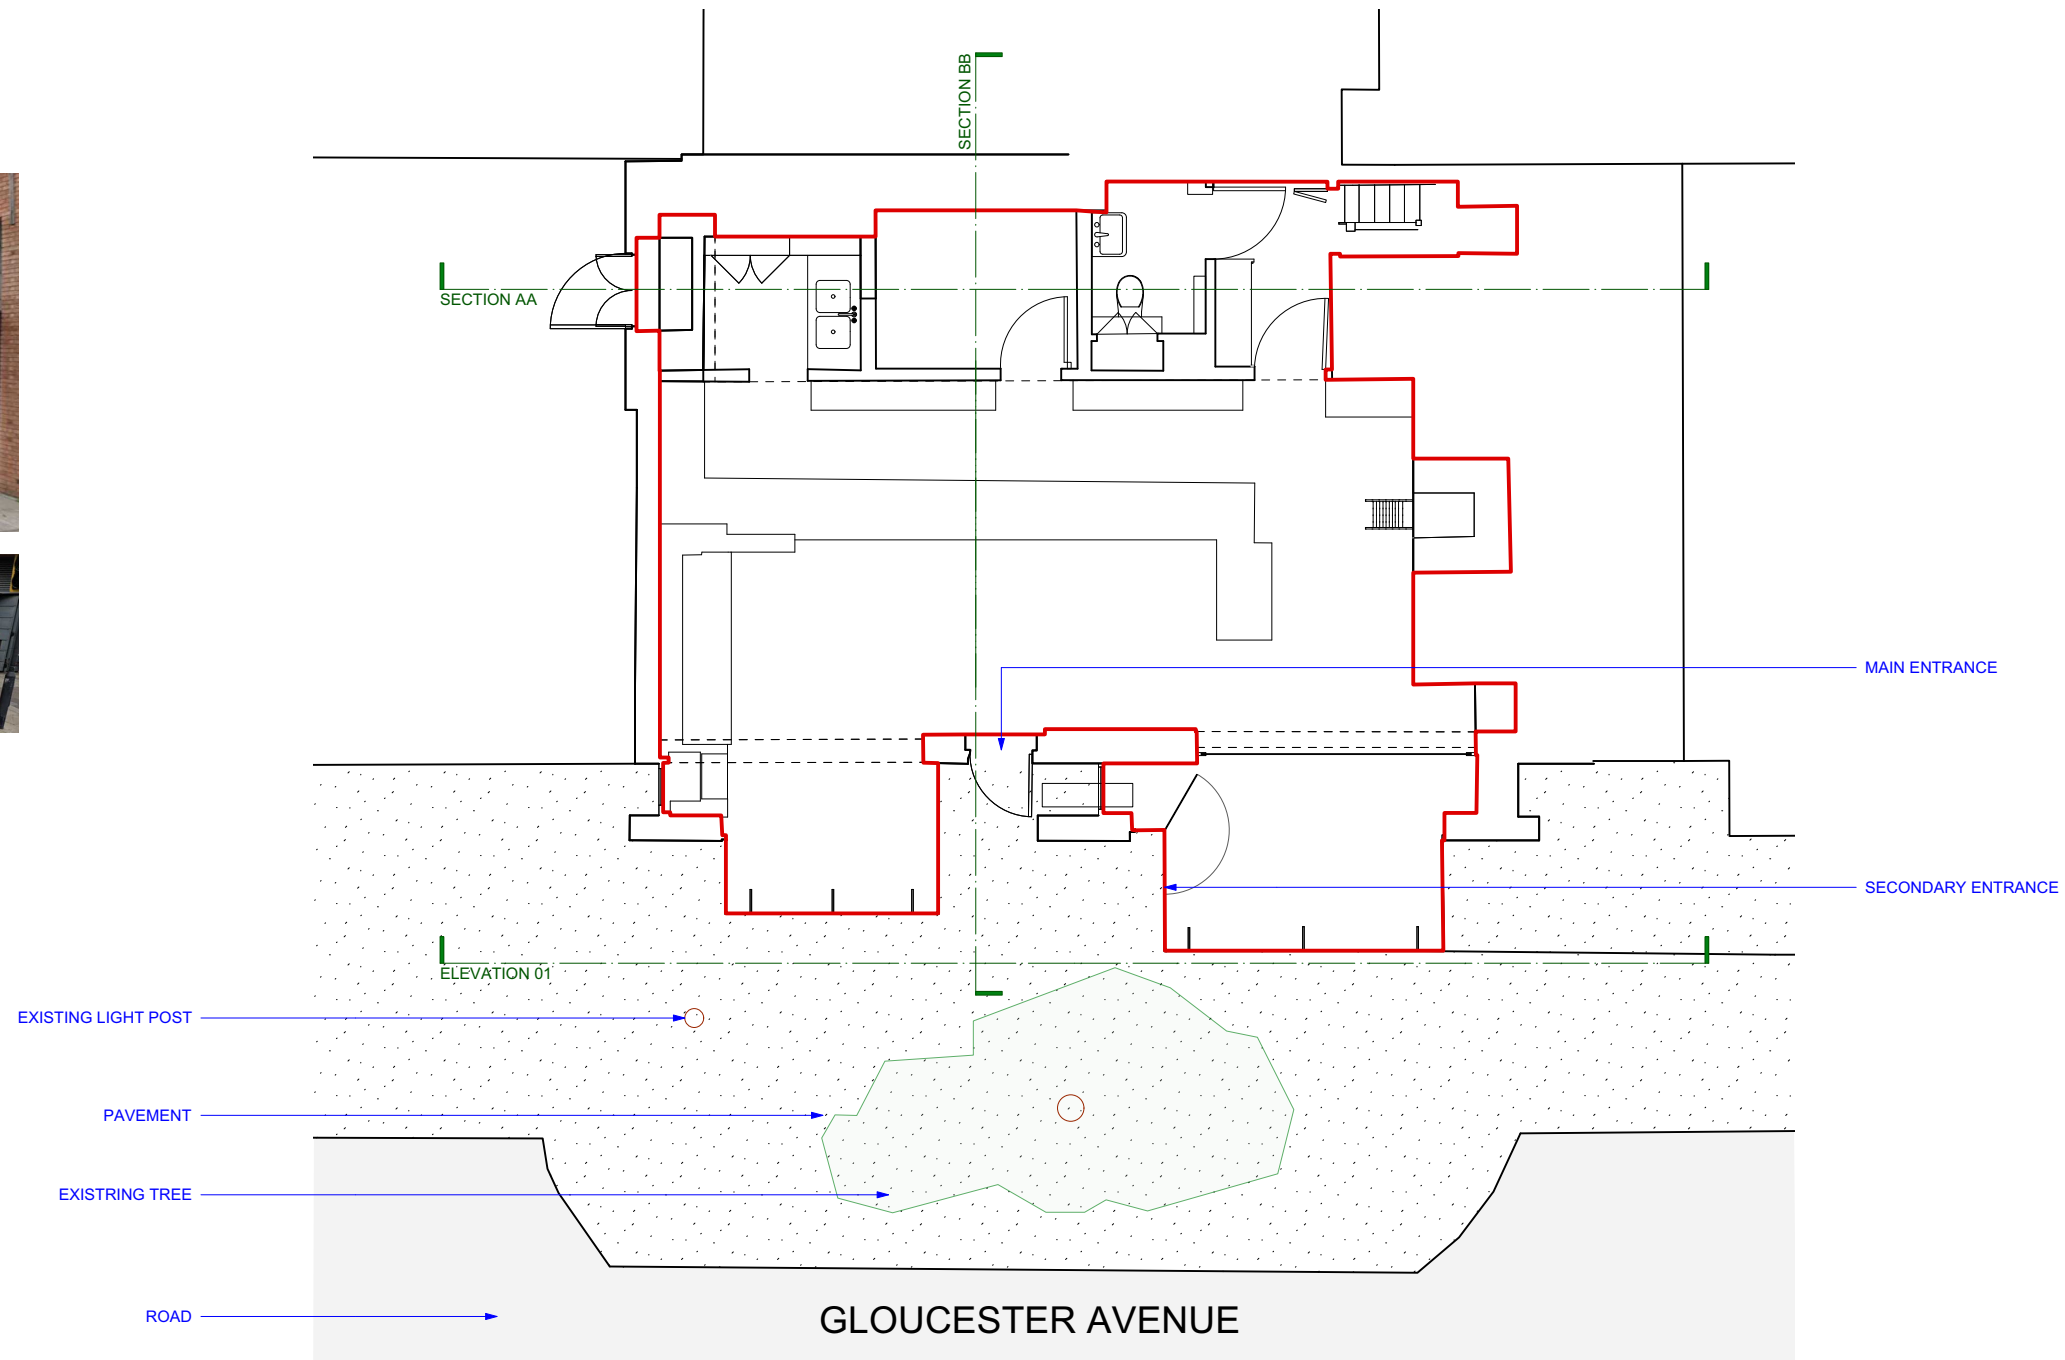 SECTION BB
SECTION AA
MAIN ENTRANCE
SECONDARY ENTRANCE
ELEVATION 01
EXISTING LIGHT POST
PAVEMENT
EXISTRING TREE
ROAD
GLOUCESTER AVENUE